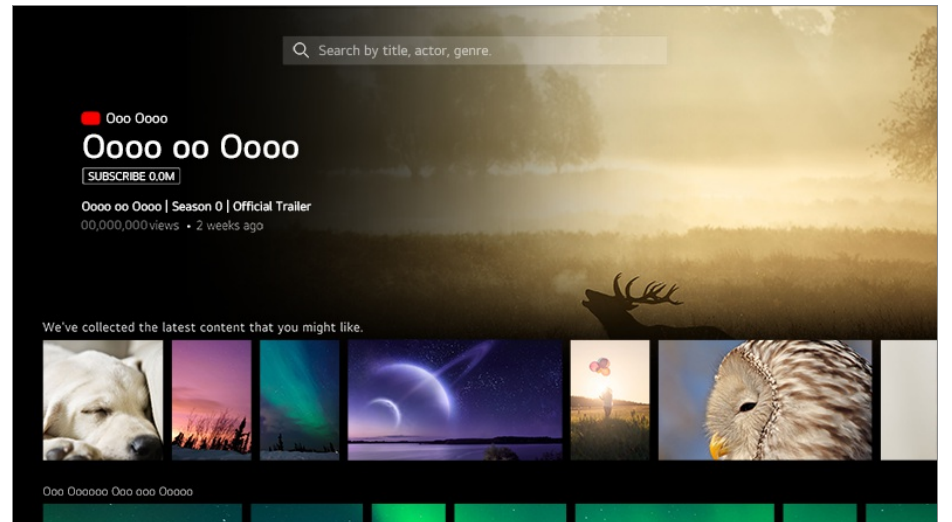 Search by title, actor, genre.
Ooo Oooo
Oooo oo Oooo
SUBSCRIBE 0.0M
Oooo oo Oooo | Season 0 | Official Trailer
00,000,000 views • 2 weeks ago
We've collected the latest content that you might like.
Ooo Oooooo Ooo ooo Ooooo